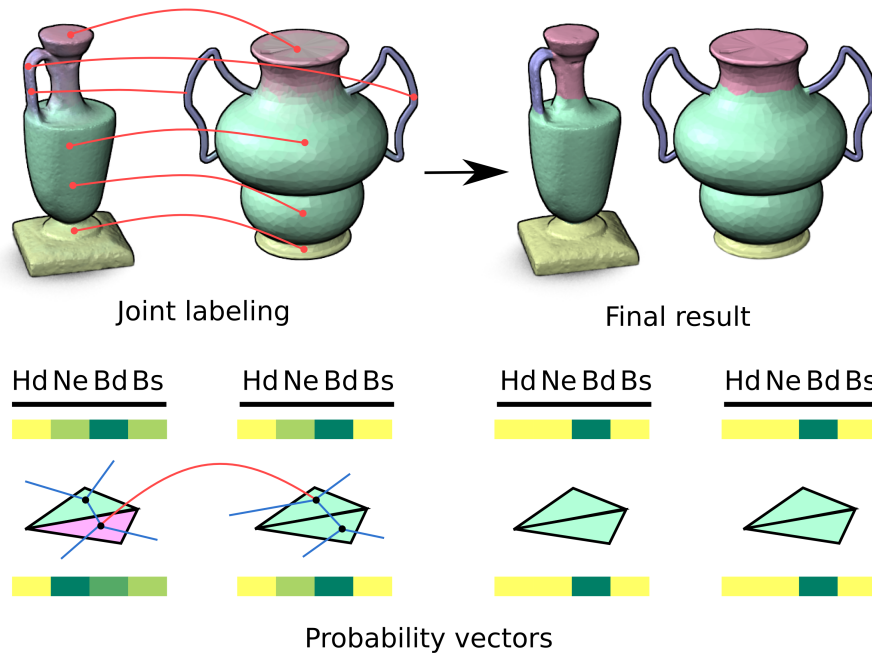 Joint labeling
Final result
Hd Ne Bd Bs
Hd Ne Bd Bs
Hd Ne Bd Bs
Hd Ne Bd Bs
Probability vectors